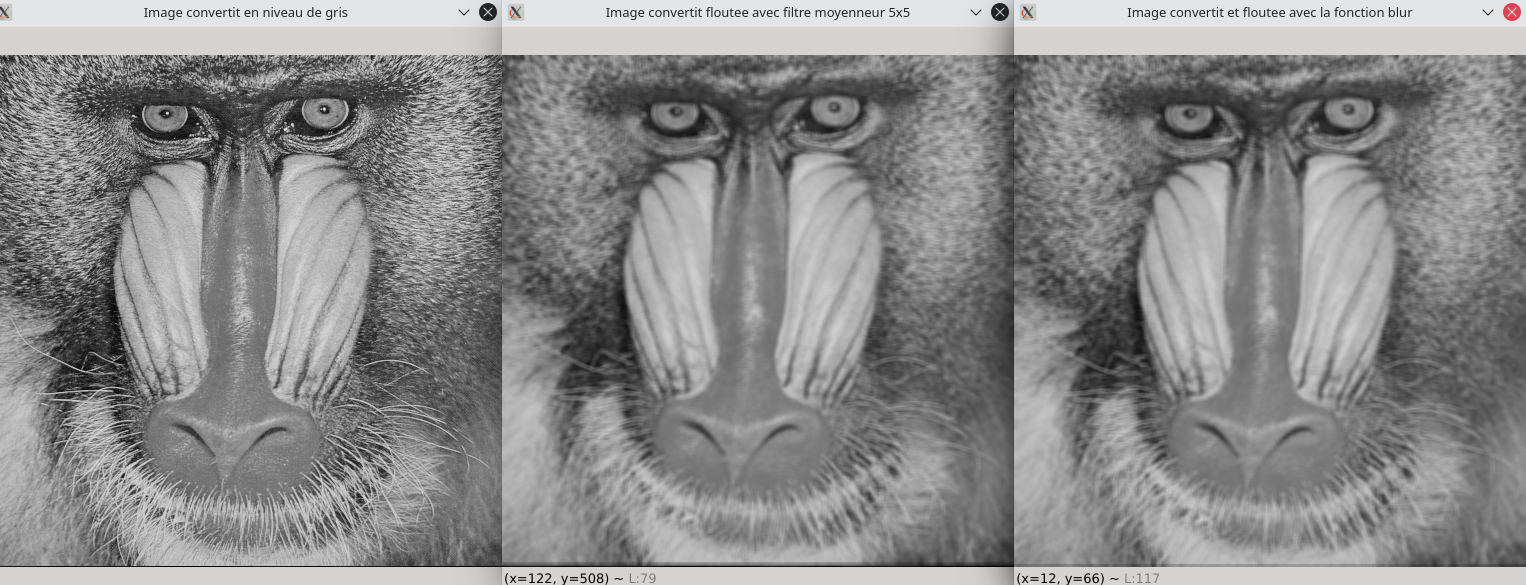 Image convertit en niveau de gris
Image convertit floutee avec filtre moyenneur 5x5
Image convertit et floutee avec la fonction blur
(x=122, y=508) ~ L:79
(x=12, y=66) ~ L:117